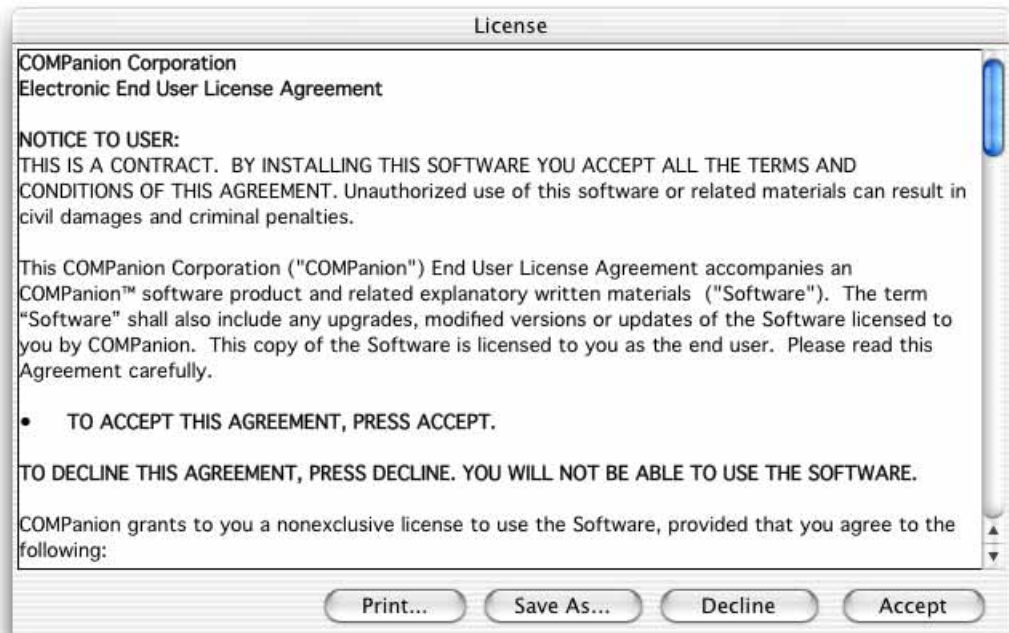 License
COMPanion Corporation
Electronic End User License Agreement
NOTICE TO USER:
THIS IS A CONTRACT.  BY INSTALLING THIS SOFTWARE YOU ACCEPT ALL THE TERMS AND
CONDITIONS OF THIS AGREEMENT. Unauthorized use of this software or related materials can result in
civil damages and criminal penalties.
This COMPanion Corporation ("COMPanion") End User License Agreement accompanies an
COMPanion™ software product and related explanatory written materials  ("Software").  The term
“Software” shall also include any upgrades, modified versions or updates of the Software licensed to
you by COMPanion.  This copy of the Software is licensed to you as the end user.  Please read this
Agreement carefully.
• TO ACCEPT THIS AGREEMENT, PRESS ACCEPT.
TO DECLINE THIS AGREEMENT, PRESS DECLINE. YOU WILL NOT BE ABLE TO USE THE SOFTWARE.
COMPanion grants to you a nonexclusive license to use the Software, provided that you agree to the
following:
Print... Save As... Decline Accept